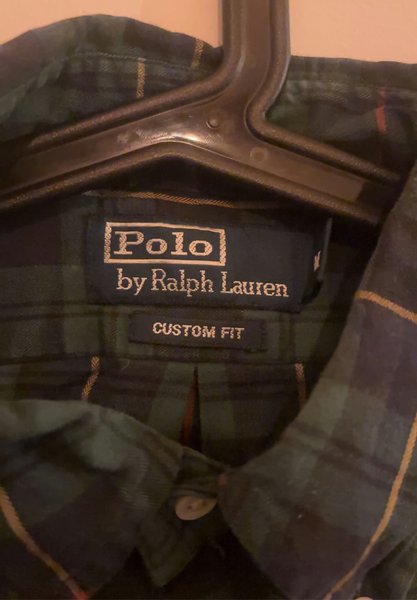 Polo
by Ralph Lauren
CUSTOM FIT